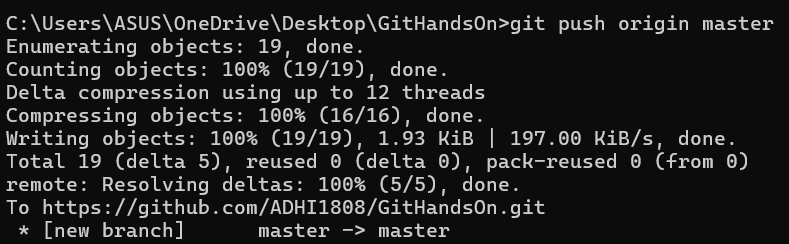 C:\Users\ASUS\OneDrive\Desktop\GitHandsOn>git push origin master
Enumerating objects: 19, done.
Counting objects: 100% (19/19), done.
Delta compression using up to 12 threads
Compressing objects: 100% (16/16), done.
Writing objects: 100% (19/19), 1.93 KiB | 197.00 KiB/s, done.
Total 19 (delta 5), reused 0 (delta 0), pack-reused 0 (from 0)
remote: Resolving deltas: 100% (5/5), done.
To https://github.com/ADHI1808/GitHandsOn.git
 * [new branch]      master -> master